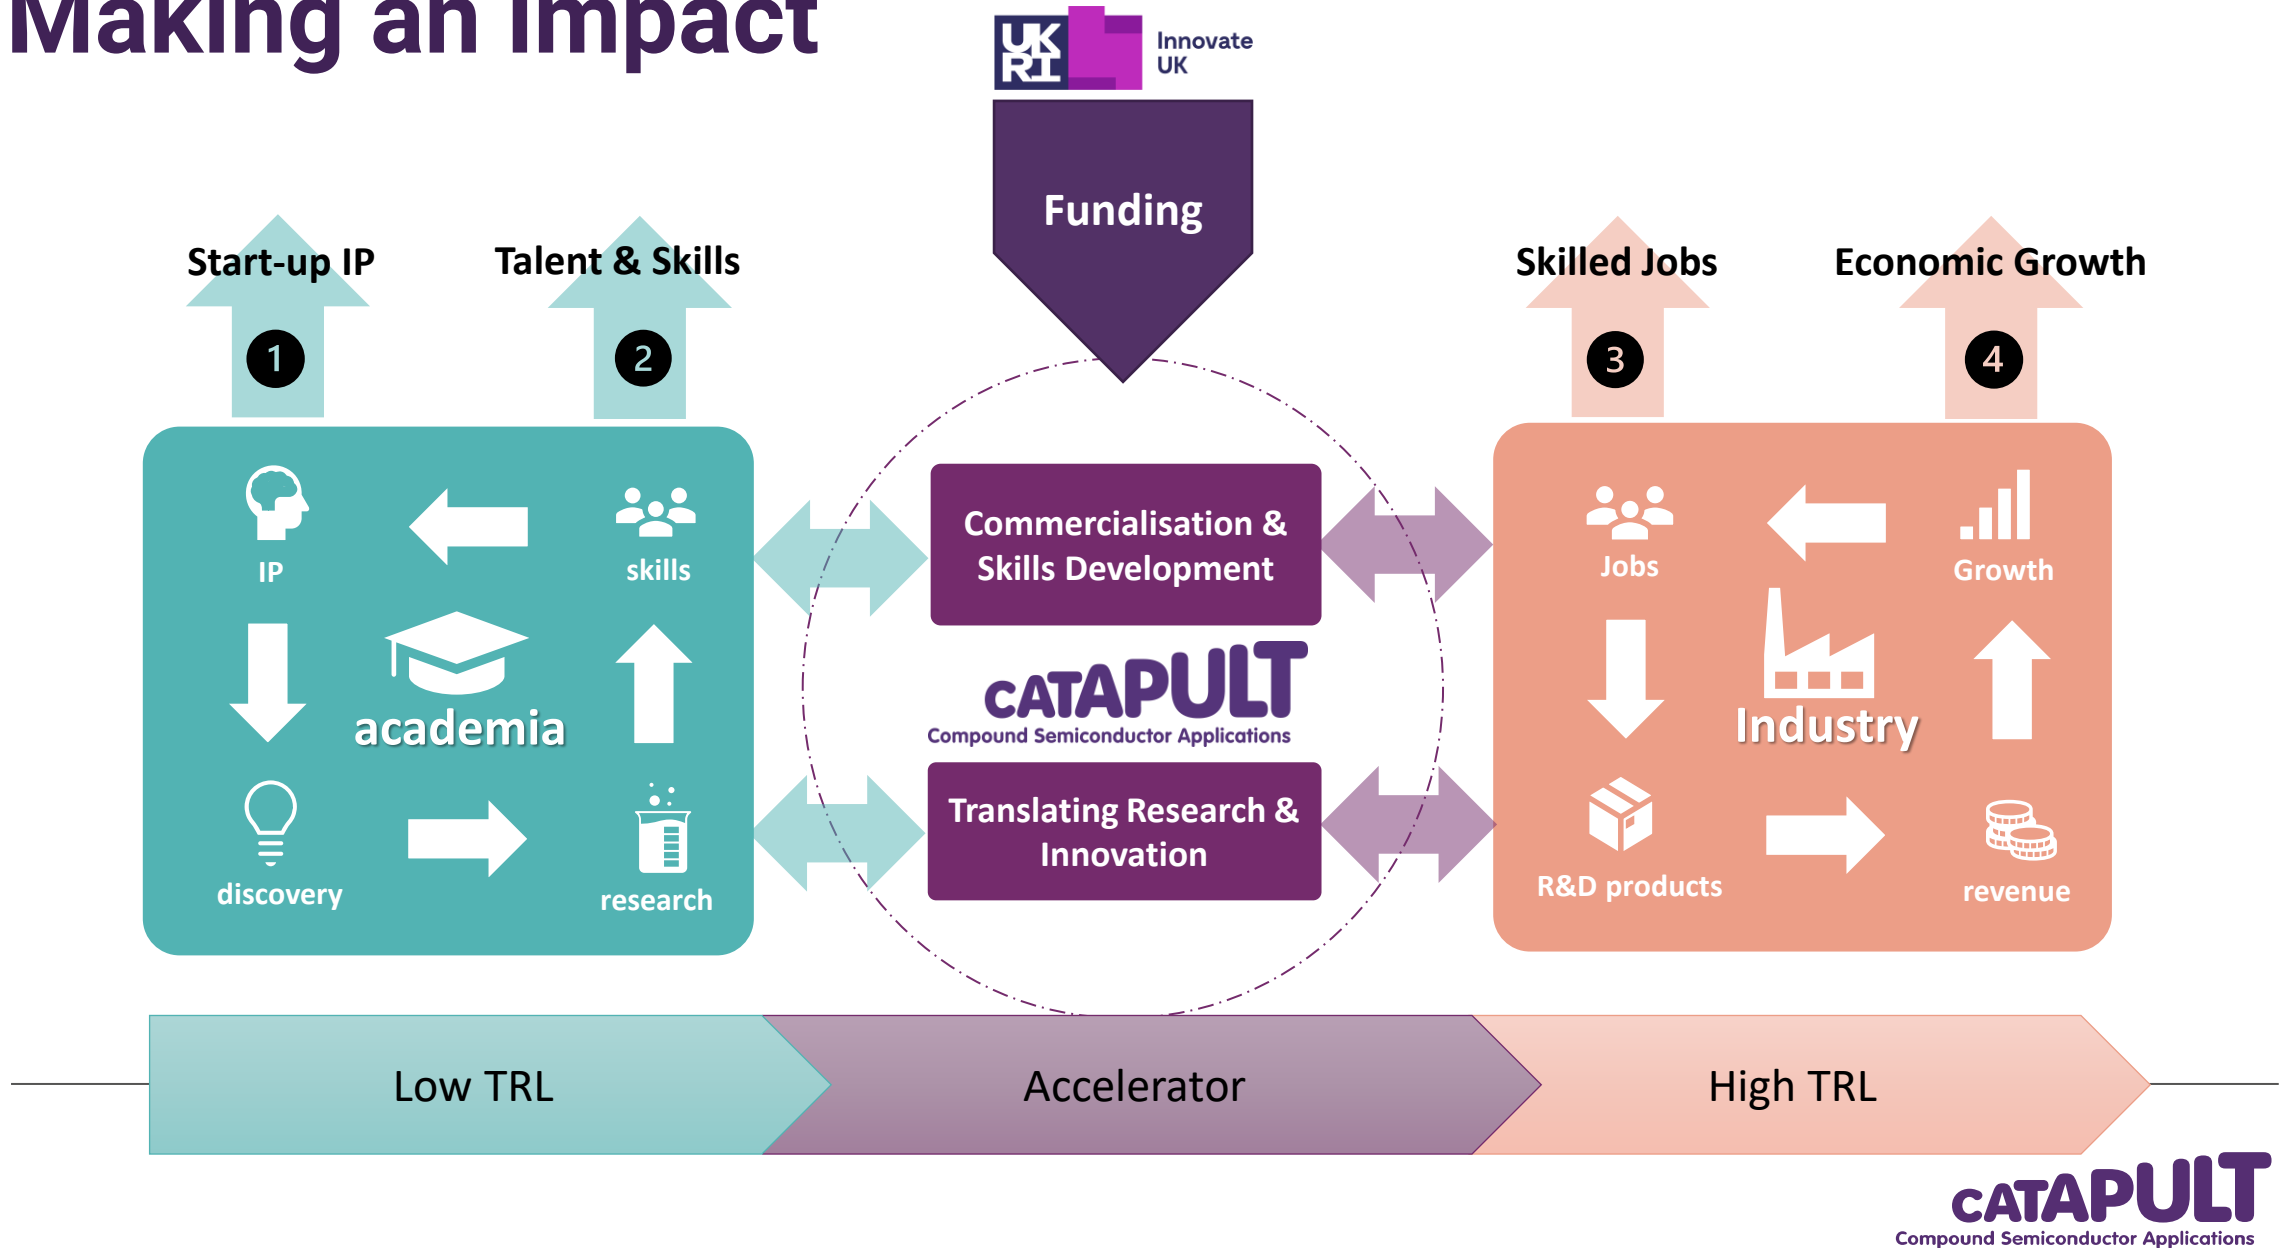 Making an Impact
UK
RI
Innovate
UK
Funding
Start-up IP
Talent & Skills
Skilled Jobs
Economic Growth
1
2
3
4
IP
skills
academia
discovery
research
Commercialisation &
Skills Development
CATAPULT
Compound Semiconductor Applications
Translating Research &
Innovation
Jobs
Growth
Industry
R&D products
revenue
Low TRL
Accelerator
High TRL
CATAPULT
Compound Semiconductor Applications